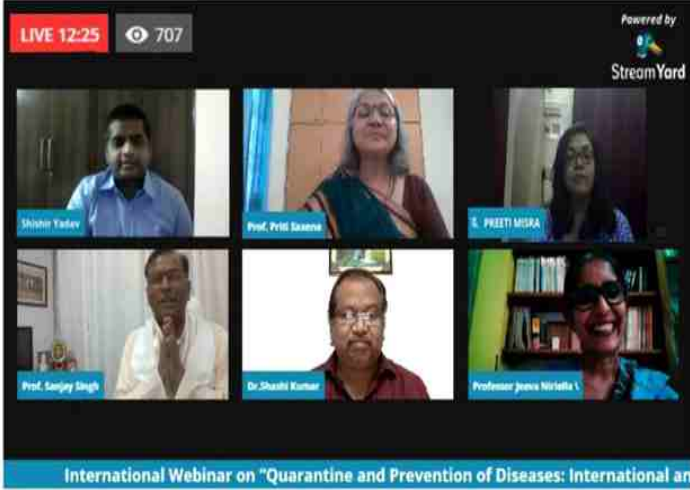 LIVE 12:25
707
Powered by
StreamYard
Shishir Yadav
Prof. Priti Saxena
PREETI MISRA
Prof. Sanjay Singh
Dr.Shashi Kumar
Professor Jeeva Niriella \
International Webinar on "Quarantine and Prevention of Diseases: International an